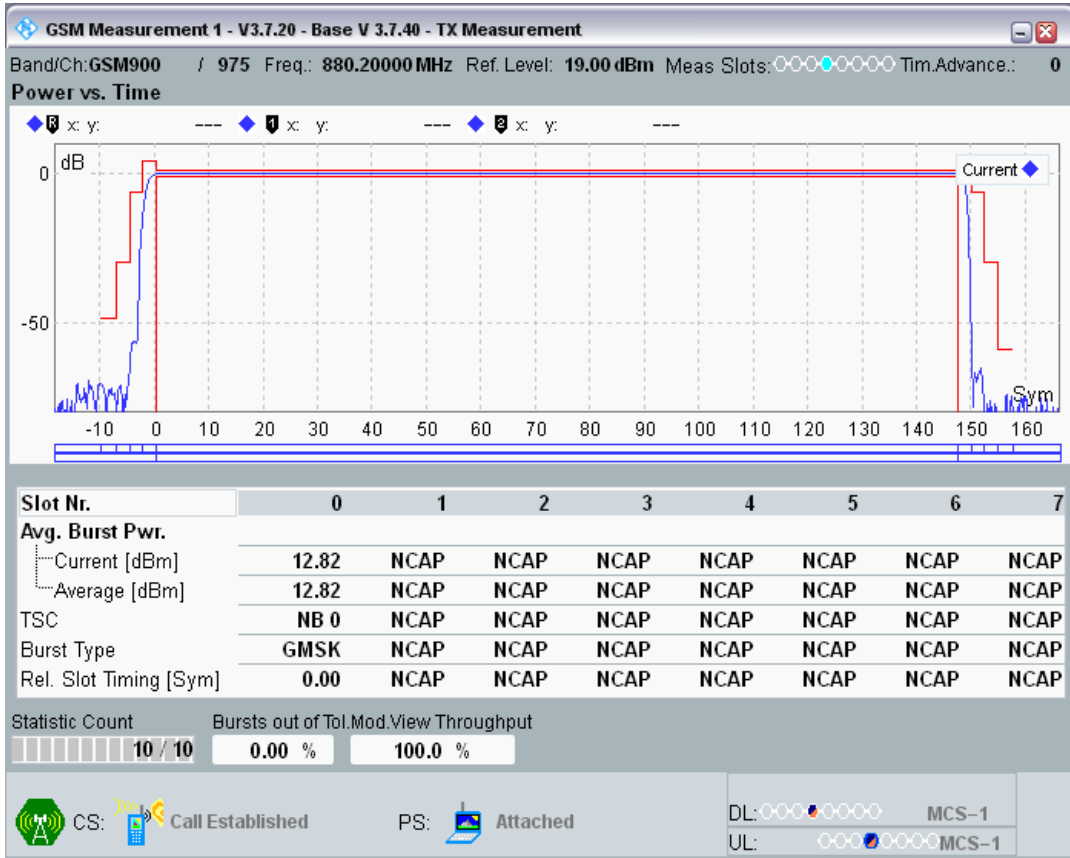 GSM Measurement 1 - V3.7.20 - Base V 3.7.40 - TX Measurement
Band/Ch:GSM900 / 975 Freq.: 880.20000 MHz Ref. Level: 19.00 dBm Meas Slots: Tim.Advance.: 0
Power vs. Time
R x: y: --- 1 x: y: --- 2 x: y: ---
dB
Current
0
-50
Sym
-10 0 10 20 30 40 50 60 70 80 90 100 110 120 130 140 150 160
Slot Nr. 0 1 2 3 4 5 6 7
Avg. Burst Pwr.
Current [dBm] 12.82 NCAP NCAP NCAP NCAP NCAP NCAP NCAP
Average [dBm] 12.82 NCAP NCAP NCAP NCAP NCAP NCAP NCAP
TSC NB 0 NCAP NCAP NCAP NCAP NCAP NCAP NCAP
Burst Type GMSK NCAP NCAP NCAP NCAP NCAP NCAP NCAP
Rel. Slot Timing [Sym] 0.00 NCAP NCAP NCAP NCAP NCAP NCAP NCAP
Statistic Count Bursts out of Tol.Mod.View Throughput
10 / 10 0.00 % 100.0 %
CS: Call Established PS: Attached
DL: MCS-1
UL: MCS-1